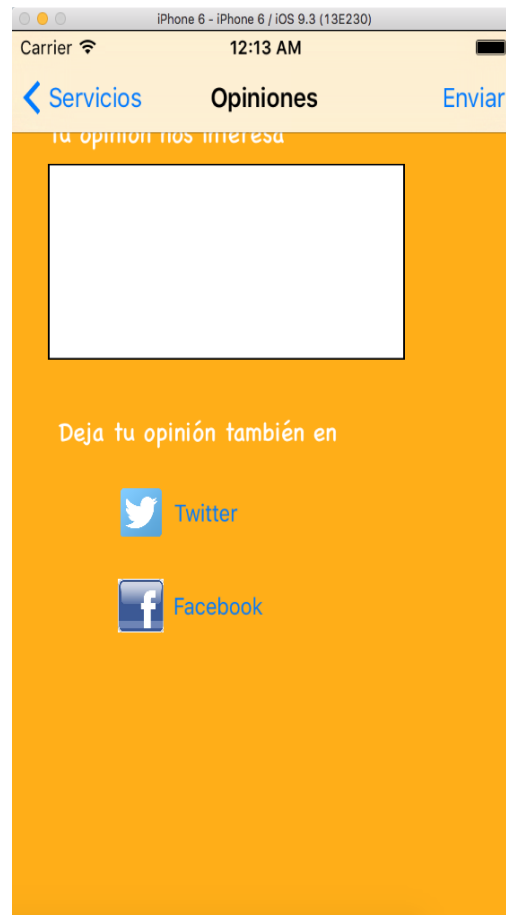 iPhone 6 - iPhone 6 / iOS 9.3 (13E230)
Carrier 12:13 AM
Servicios Opiniones Enviar
Tu opinión nos interesa
Deja tu opinión también en
Twitter
f Facebook